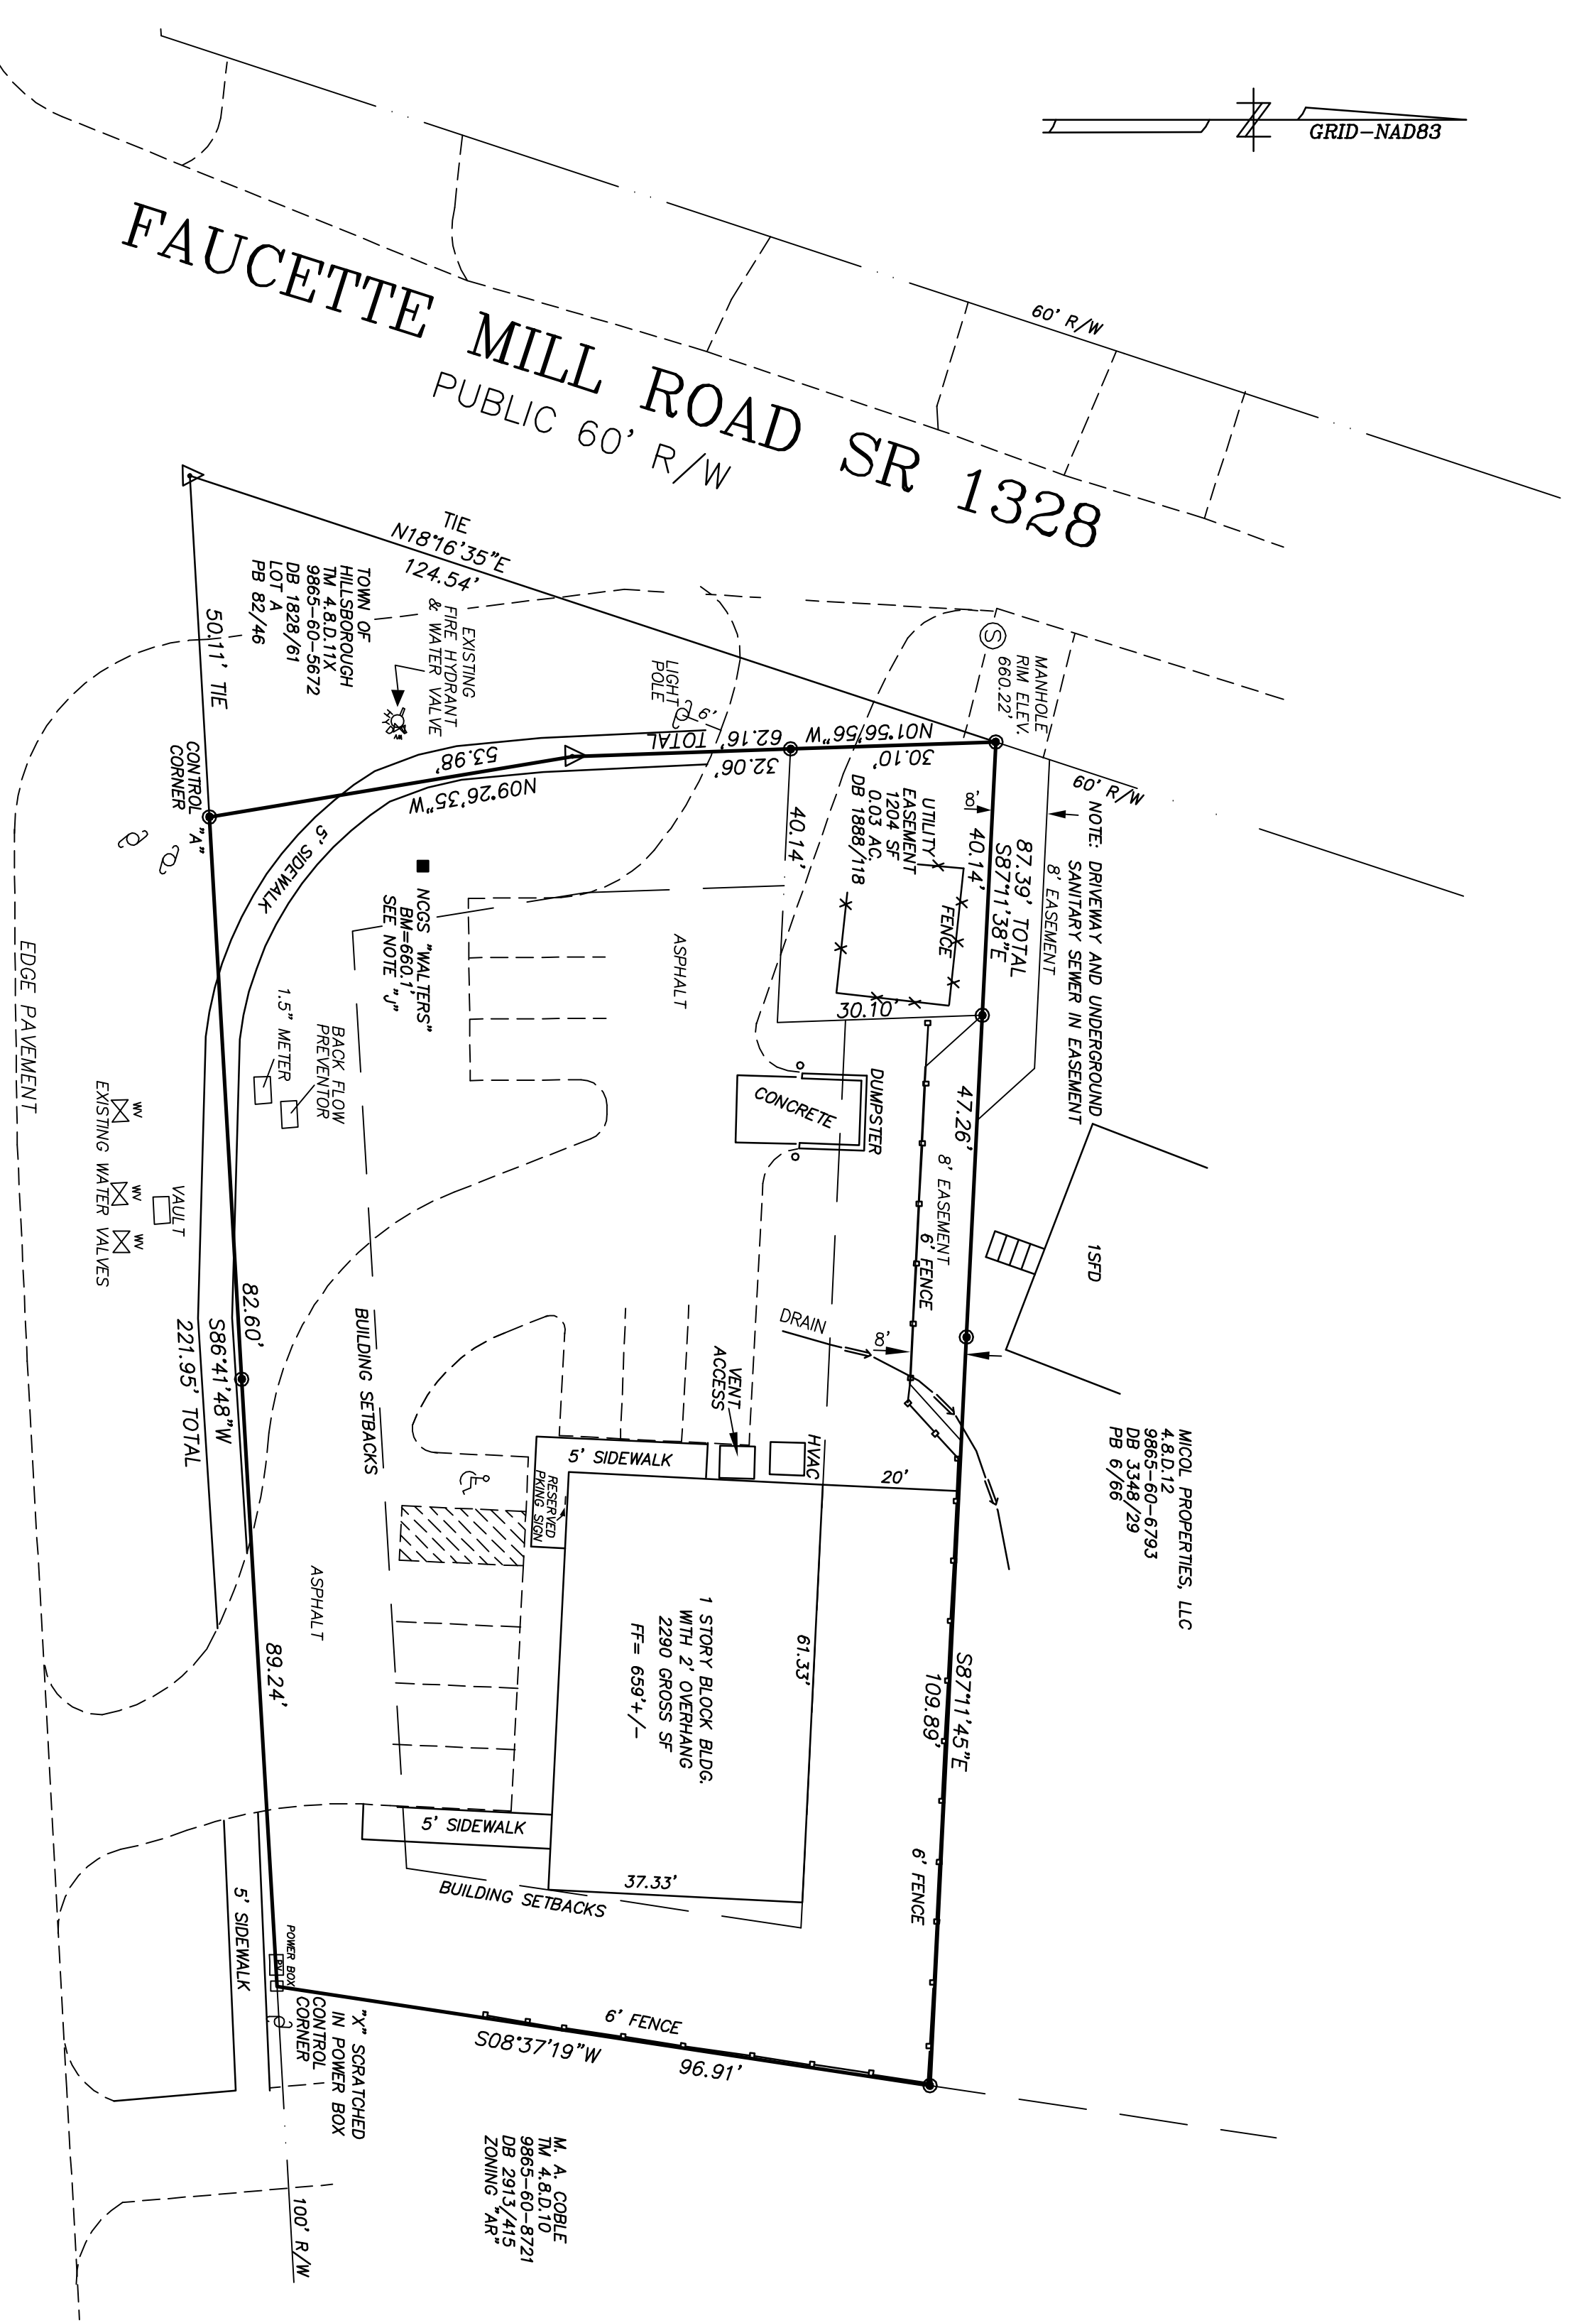 GRID-NAD83
60' R/W
FAUCETTE MILL ROAD SR 1328
PUBLIC 60' R/W
TIE
N18°16'35"E
124.54'
TOWN OF
HILLSBOROUGH
TM 4.8.D.11X
9865-60-5672
DB 1828/61
LOT A
PB 82/46
50.11' TIE
EXISTING
FIRE HYDRANT
& WATER VALVE
LIGHT
POLE
6'
S
MANHOLE
RIM ELEV.
660.22'
60' R/W
NOTE: DRIVEWAY AND UNDERGROUND
SANITARY SEWER IN EASEMENT
8' EASEMENT
87.39' TOTAL
S87°11'38"E
40.14'
8'
N01°56'56"W
62.16' TOTAL
30.10'
32.06'
53.98'
N09°26'35"W
CONTROL
CORNER
"A"
5' SIDEWALK
NCGS "WALTERS"
BM=660.1'
SEE NOTE "J"
40.14'
UTILITY
EASEMENT
1204 SF
0.03 AC.
DB 1888/118
FENCE
30.10'
ASPHALT
EDGE PAVEMENT
1.5" METER
BACK FLOW
PREVENTOR
DUMPSTER
CONCRETE
47.26'
8' EASEMENT
6' FENCE
1SFD
EXISTING WATER VALVES
WV
WV
WV
VAULT
82.60'
S86°41'48"W
221.95' TOTAL
BUILDING SETBACKS
DRAIN
8'
VENT
ACCESS
HVAC
20'
5' SIDEWALK
RESERVED
PKING SIGN
MICOL PROPERTIES, LLC
4.8.D.12
9865-60-6793
DB 3348/29
PB 6/66
1 STORY BLOCK BLDG.
WITH 2' OVERHANG
2290 GROSS SF
FF= 659'+/-
61.33'
37.33'
S87°11'45"E
109.89'
6' FENCE
ASPHALT
89.24'
5' SIDEWALK
BUILDING SETBACKS
5' SIDEWALK
POWER BOX
"X" SCRATCHED
IN POWER BOX
CONTROL
CORNER
6' FENCE
S08°37'19"W
96.91'
M. A. COBLE
TM 4.8.D.10
9865-60-8721
DB 2913/415
ZONING "AR"
100' R/W